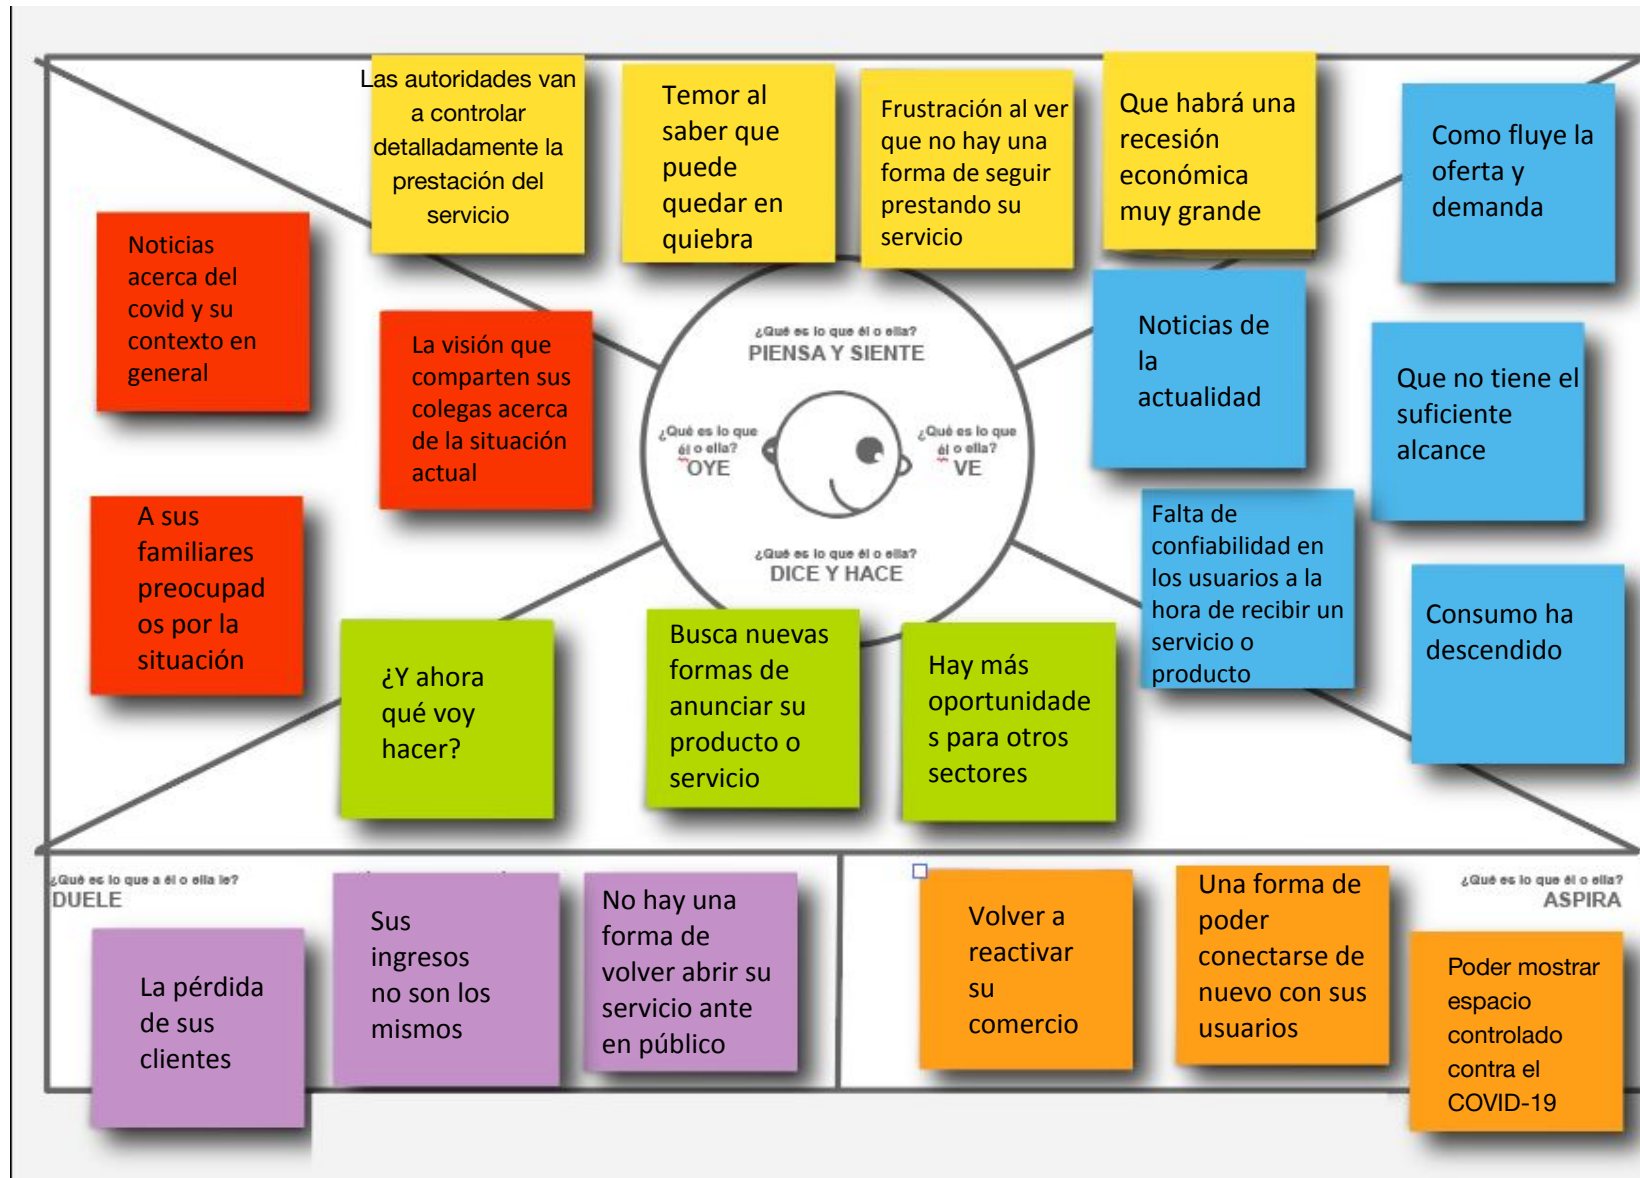 Las autoridades van
a controlar
detalladamente la
prestación del
servicio
Temor al
saber que
puede
quedar en
quiebra
Frustración al ver
que no hay una
forma de seguir
prestando su
servicio
Que habrá una
recesión
económica
muy grande
Como fluye la
oferta y
demanda
Noticias
acerca del
covid y su
contexto en
general
La visión que
comparten sus
colegas acerca
de la situación
actual
A sus
familiares
preocupad
os por la
situación
¿Qué es lo que él o ella?
PIENSA Y SIENTE
¿Qué es lo que
él o ella?
OYE
¿Qué es lo que
él o ella?
VE
¿Qué es lo que él o ella?
DICE Y HACE
Noticias de
la
actualidad
Que no tiene el
suficiente
alcance
Falta de
confiabilidad en
los usuarios a la
hora de recibir un
servicio o
producto
Consumo ha
descendido
¿Y ahora
qué voy
hacer?
Busca nuevas
formas de
anunciar su
producto o
servicio
Hay más
oportunidade
s para otros
sectores
¿Qué es lo que a él o ella le?
DUELE
La pérdida
de sus
clientes
Sus
ingresos
no son los
mismos
No hay una
forma de
volver abrir su
servicio ante
en público
Volver a
reactivar
su
comercio
Una forma de
poder
conectarse de
nuevo con sus
usuarios
¿Qué es lo que él o ella?
ASPIRA
Poder mostrar
espacio
controlado
contra el
COVID-19